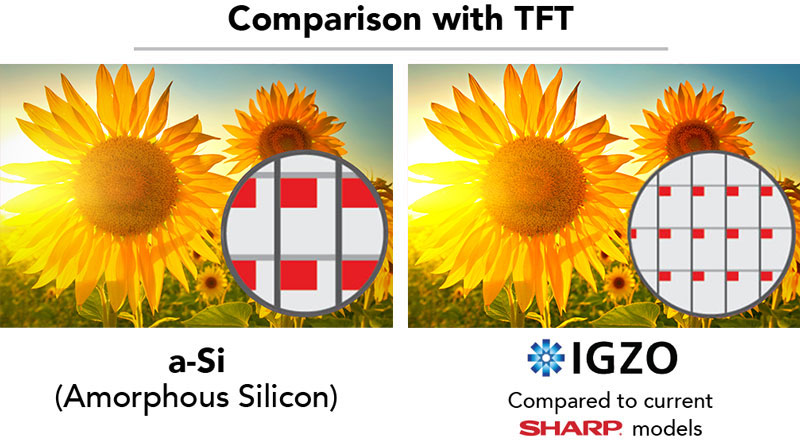 Comparison with TFT
a-Si
(Amorphous Silicon)
IGZO
Compared to current
SHARP models